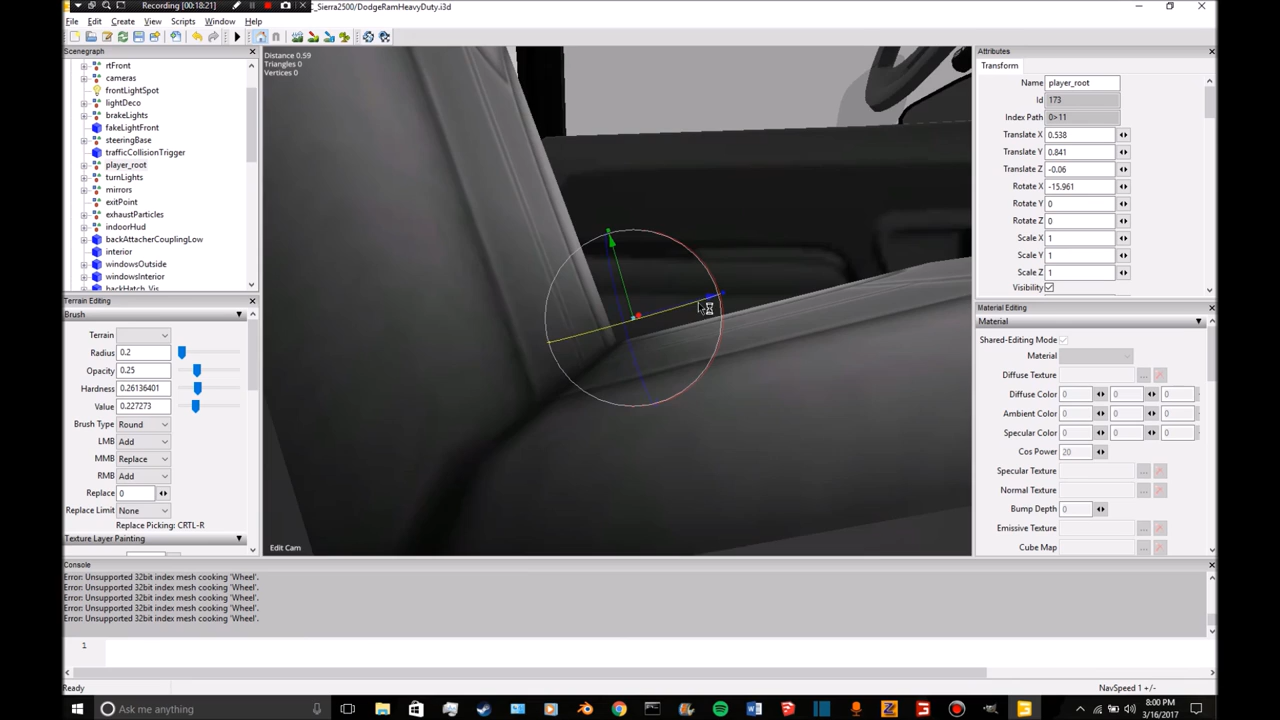 Recording [00:18:21]
C_Sierra2500/DodgeRamHeavyDuty.i3d
File Edit Create View Scripts Window Help
Scenegraph
rtFront
cameras
frontLightSpot
lightDeco
brakeLights
fakeLightFront
steeringBase
trafficCollisionTrigger
player_root
turnLights
mirrors
exitPoint
exhaustParticles
indoorHud
backAttacherCouplingLow
interior
windowsOutside
windowsInterior
backHatch_Vis
Terrain Editing
Brush
Terrain
Radius 0.2
Opacity 0.25
Hardness 0.26136401
Value 0.227273
Brush Type Round
LMB Add
MMB Replace
RMB Add
Replace 0
Replace Limit None
Replace Picking: CRTL-R
Texture Layer Painting
Distance 0.59
Triangles 0
Vertices 0
Edit Cam
Attributes
Transform
Name player_root
Id 173
Index Path 0>11
Translate X 0.538
Translate Y 0.841
Translate Z -0.06
Rotate X -15.961
Rotate Y 0
Rotate Z 0
Scale X 1
Scale Y 1
Scale Z 1
Visibility
Material Editing
Material
Shared-Editing Mode
Material
Diffuse Texture ...
Diffuse Color 0 0 0
Ambient Color 0 0 0
Specular Color 0 0 0
Cos Power 20
Specular Texture ...
Normal Texture ...
Bump Depth 0
Emissive Texture ...
Cube Map ...
Console
Error: Unsupported 32bit index mesh cooking 'Wheel'.
Error: Unsupported 32bit index mesh cooking 'Wheel'.
Error: Unsupported 32bit index mesh cooking 'Wheel'.
Error: Unsupported 32bit index mesh cooking 'Wheel'.
Error: Unsupported 32bit index mesh cooking 'Wheel'.
1
Ready
NavSpeed 1 +/-
Ask me anything
8:00 PM
3/16/2017